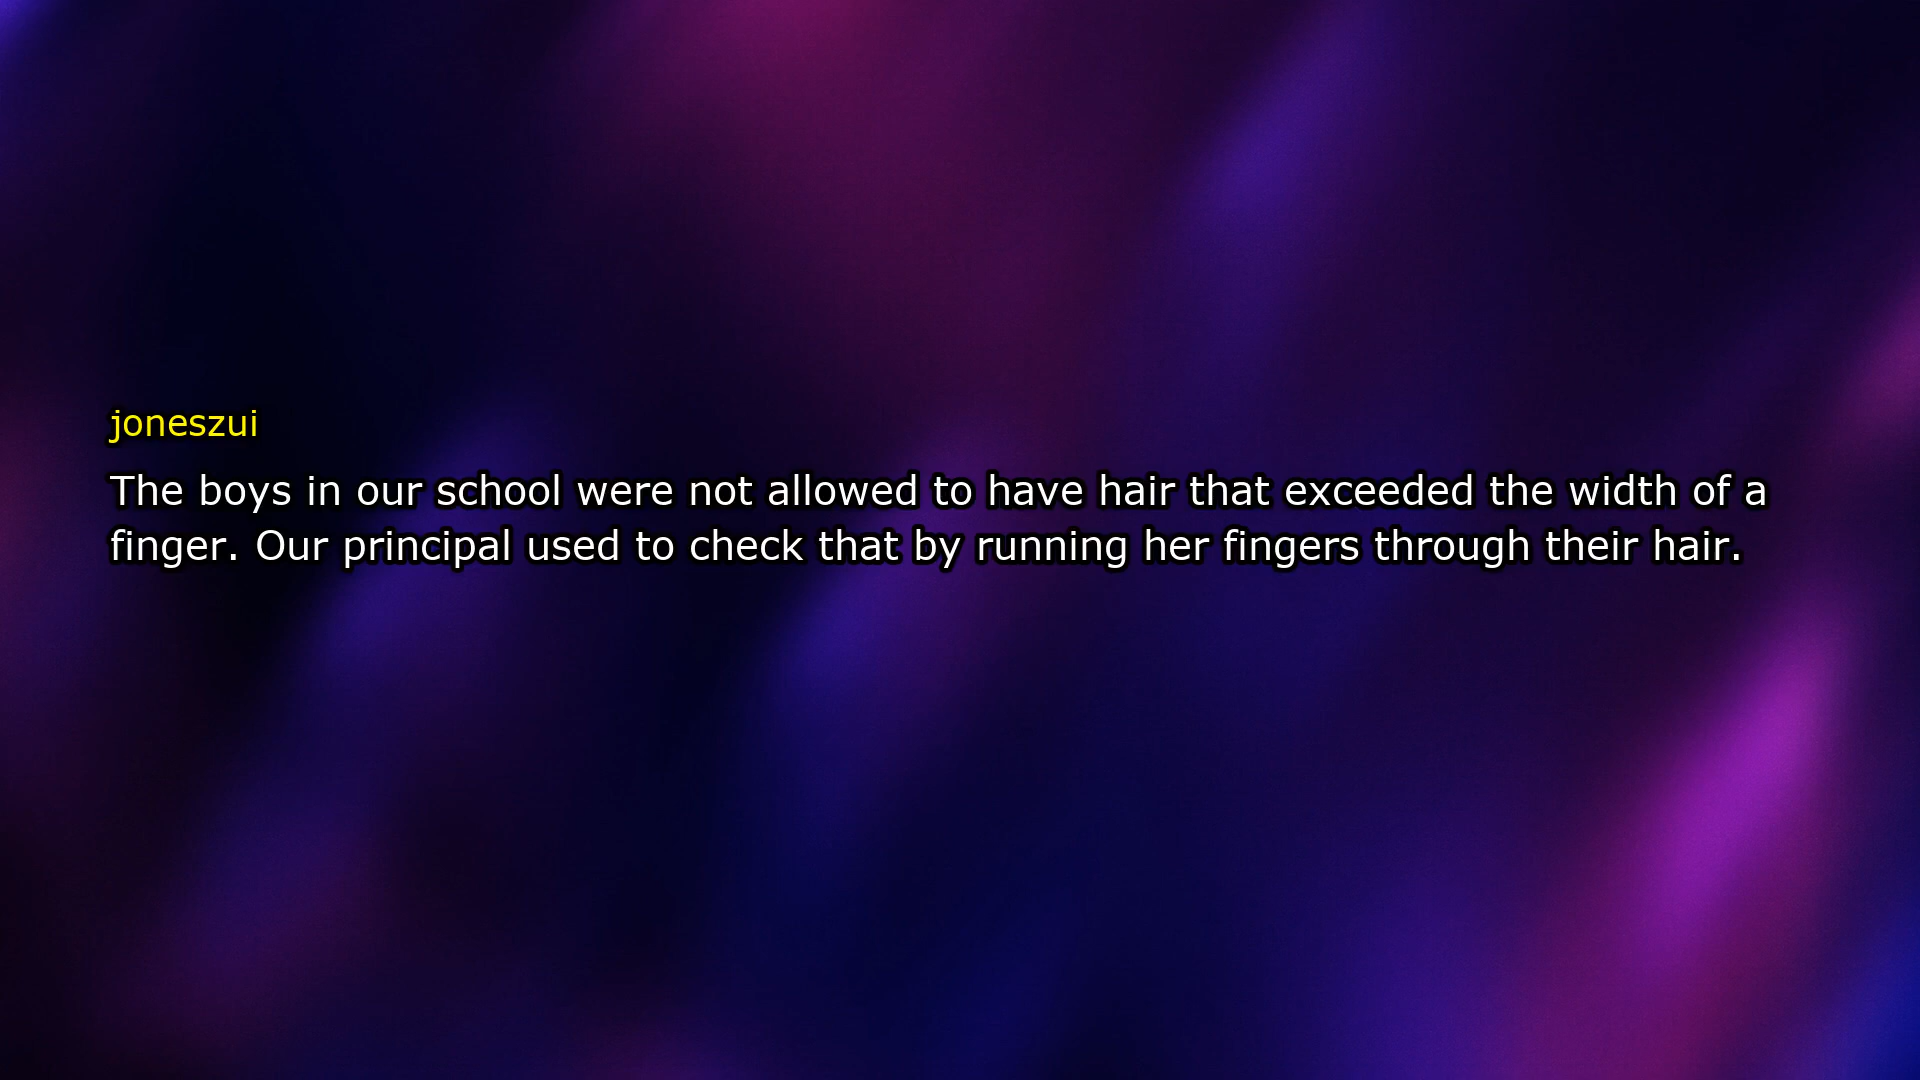 joneszui
The boys in our school were not allowed to have hair that exceeded the width of a
finger. Our principal used to check that by running her fingers through their hair.